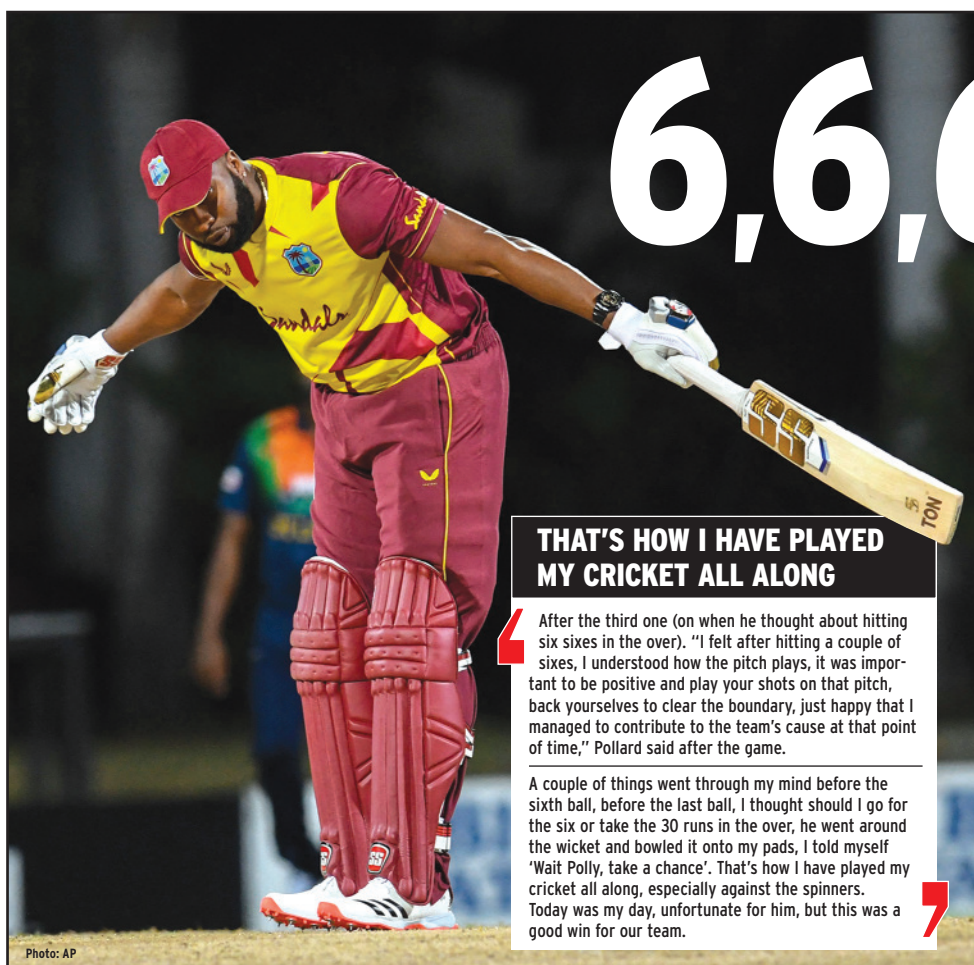 6,6,6
Sandals
Sandals
SS
TON
SS
THAT'S HOW I HAVE PLAYED
MY CRICKET ALL ALONG
‘
After the third one (on when he thought about hitting
six sixes in the over). “I felt after hitting a couple of
sixes, I understood how the pitch plays, it was impor-
tant to be positive and play your shots on that pitch,
back yourselves to clear the boundary, just happy that I
managed to contribute to the team's cause at that point
of time,” Pollard said after the game.
A couple of things went through my mind before the
sixth ball, before the last ball, I thought should I go for
the six or take the 30 runs in the over, he went around
the wicket and bowled it onto my pads, I told myself
‘Wait Polly, take a chance’. That's how I have played my
cricket all along, especially against the spinners.
Today was my day, unfortunate for him, but this was a
good win for our team.
’
Photo: AP